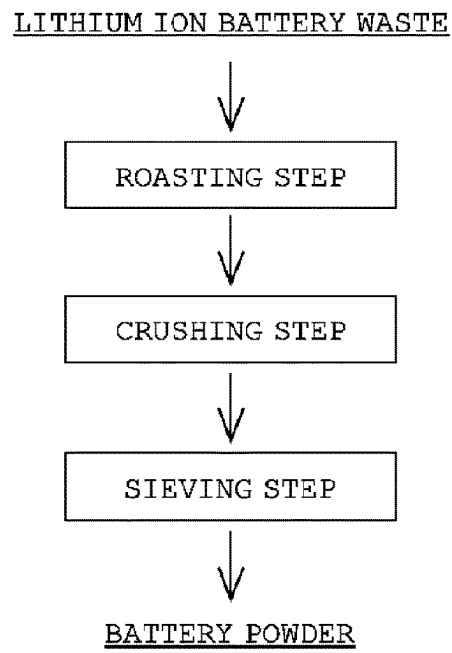 LITHIUM ION BATTERY WASTE
ROASTING STEP
CRUSHING STEP
SIEVING STEP
BATTERY POWDER